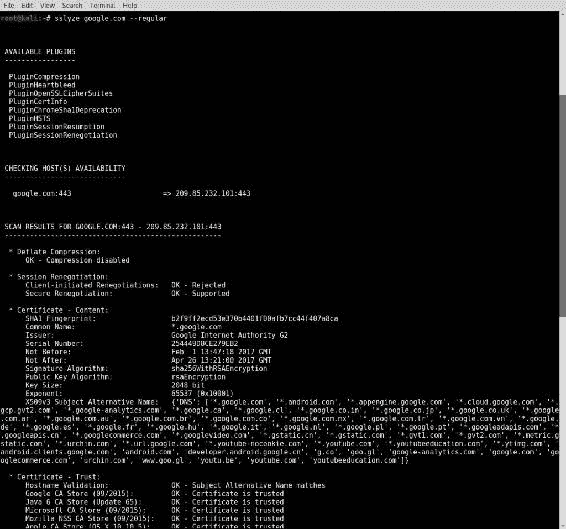 File Edit View Search Terminal Help
root@kali:~# sslyze google.com --regular
AVAILABLE PLUGINS
-----------------
PluginCompression
PluginHeartbleed
PluginOpenSSLCipherSuites
PluginCertInfo
PluginChromeSha1Deprecation
PluginHSTS
PluginSessionResumption
PluginSessionRenegotiation
CHECKING HOST(S) AVAILABILITY
-----------------------------
google.com:443 => 209.85.232.101:443
SCAN RESULTS FOR GOOGLE.COM:443 - 209.85.232.101:443
----------------------------------------------------
* Deflate Compression:
OK - Compression disabled
* Session Renegotiation:
Client-initiated Renegotiations: OK - Rejected
Secure Renegotiation: OK - Supported
* Certificate - Content:
SHA1 Fingerprint:
Common Name: *.google.com
Issuer: Google Internet Authority G2
Serial Number:
Not Before: Feb 1 13:47:18 2017 GMT
Not After: Apr 26 13:21:00 2017 GMT
Signature Algorithm: sha256WithRSAEncryption
Public Key Algorithm: rsaEncryption
Key Size: 2048 bit
Exponent: 65537 (0x10001)
X509v3 Subject Alternative Name: {'DNS': ['*.google.com', '*.android.com', '*.appengine.google.com', '*.cloud.google.com', '*.
gcp.gvt2.com', '*.google-analytics.com', '*.google.ca', '*.google.cl', '*.google.co.in', '*.google.co.jp', '*.google.co.uk', '*.google
.com.ar', '*.google.com.au', '*.google.com.br', '*.google.com.co', '*.google.com.mx', '*.google.com.tr', '*.google.com.vn', '*.google.
de', '*.google.es', '*.google.fr', '*.google.hu', '*.google.it', '*.google.nl', '*.google.pl', '*.google.pt', '*.googleadapis.com', '*
.googleapis.cn', '*.googlecommerce.com', '*.googlevideo.com', '*.gstatic.cn', '*.gstatic.com', '*.gvt1.com', '*.gvt2.com', '*.metric.g
static.com', '*.urchin.com', '*.url.google.com', '*.youtube-nocookie.com', '*.youtube.com', '*.youtubeeducation.com', '*.ytimg.com', '
android.clients.google.com', 'android.com', 'developer.android.google.cn', 'g.co', 'goo.gl', 'google-analytics.com', 'google.com', 'go
oglecommerce.com', 'urchin.com', 'www.goo.gl', 'youtu.be', 'youtube.com', 'youtubeeducation.com']}
* Certificate - Trust:
Hostname Validation: OK - Subject Alternative Name matches
Google CA Store (09/2015): OK - Certificate is trusted
Java 6 CA Store (Update 65): OK - Certificate is trusted
Microsoft CA Store (09/2015): OK - Certificate is trusted
Mozilla NSS CA Store (09/2015): OK - Certificate is trusted
Apple CA Store (OS X 10.10.5): OK - Certificate is trusted